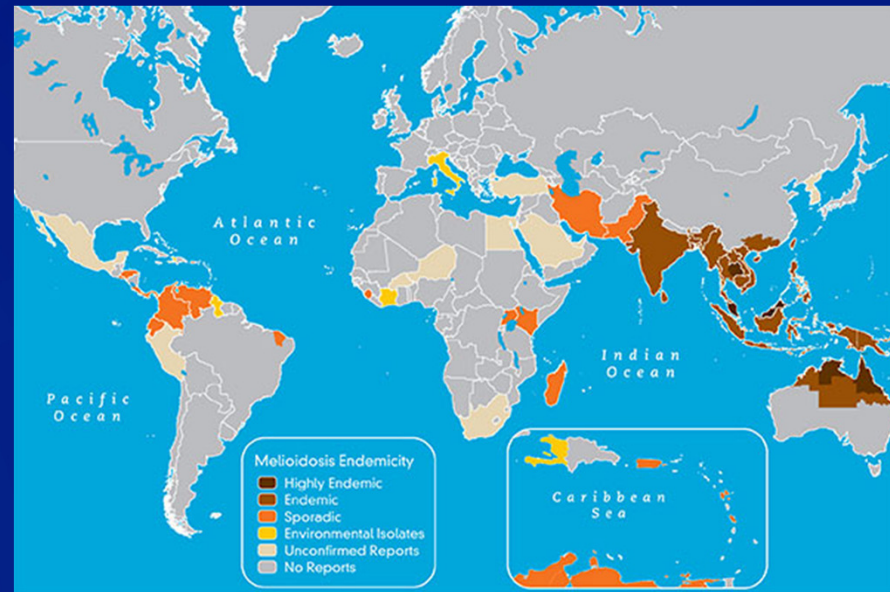 Atlantic
Ocean
Pacific
Ocean
Indian
Ocean
Melioidosis Endemicity
Highly Endemic
Endemic
Sporadic
Environmental Isolates
Unconfirmed Reports
No Reports
Caribbean
Sea